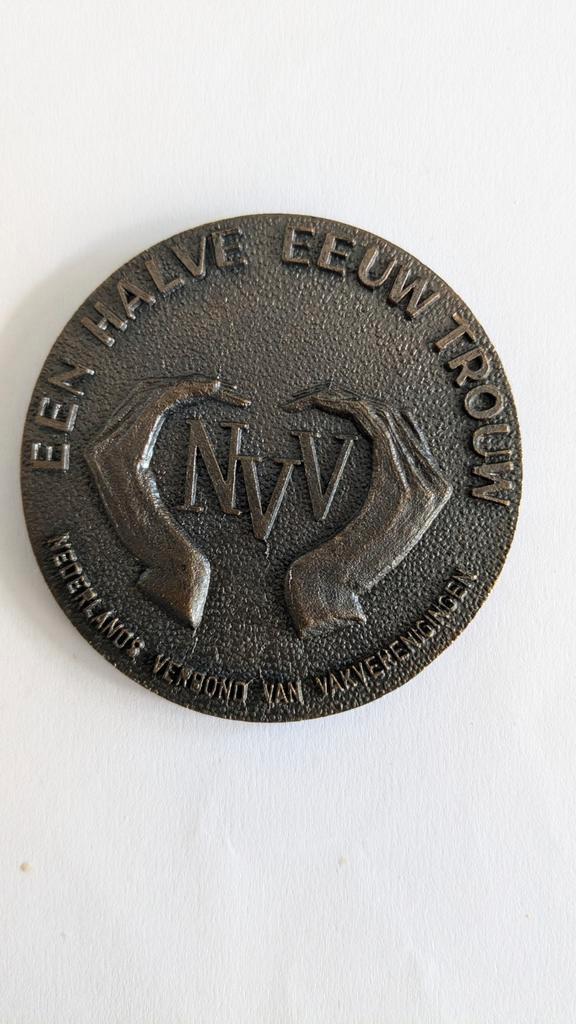 EEN HALVE EEUW TROUW
NVV
NEDERLANDS VERBOND VAN VAKVERENIGINGEN